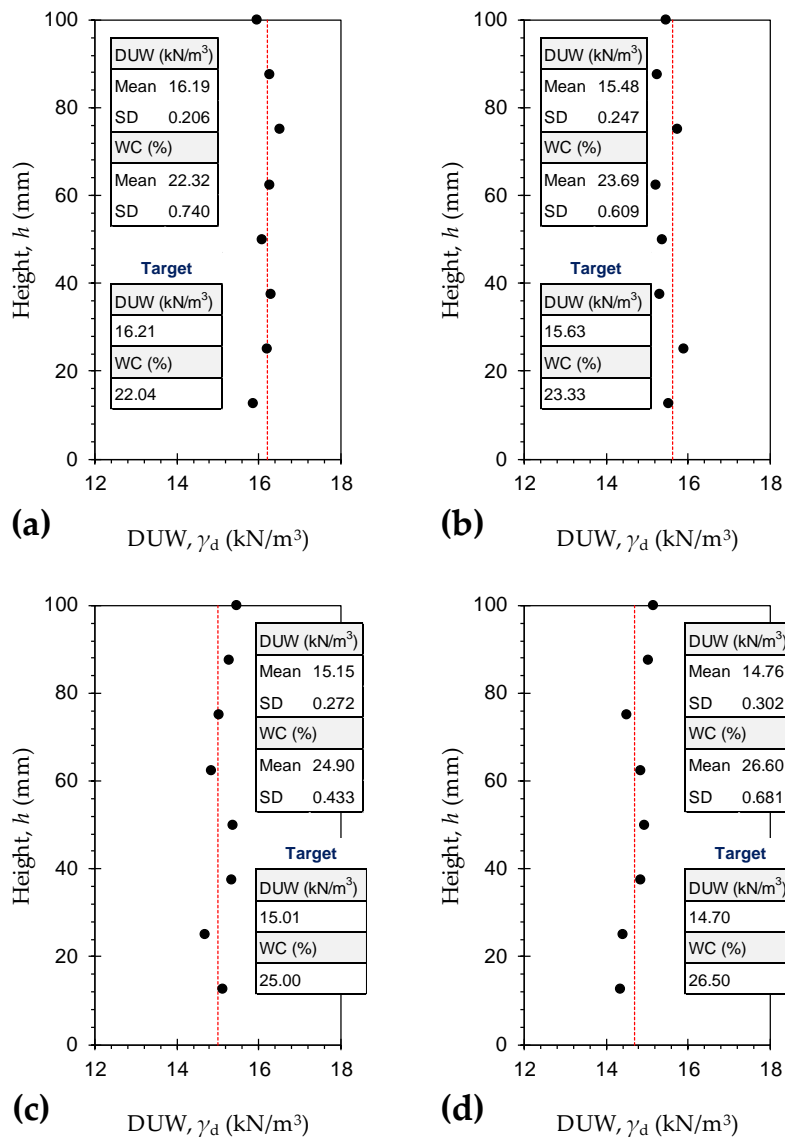 100
80
60
40
20
0
Height, h (mm)
DUW (kN/m³)
Mean 16.19
SD 0.206
WC (%)
Mean 22.32
SD 0.740
Target
DUW (kN/m³)
16.21
WC (%)
22.04
12 14 16 18
(a)
DUW, γd (kN/m³)
100
80
60
40
20
0
Height, h (mm)
DUW (kN/m³)
Mean 15.48
SD 0.247
WC (%)
Mean 23.69
SD 0.609
Target
DUW (kN/m³)
15.63
WC (%)
23.33
12 14 16 18
(b)
DUW, γd (kN/m³)
100
80
60
40
20
0
Height, h (mm)
DUW (kN/m³)
Mean 15.15
SD 0.272
WC (%)
Mean 24.90
SD 0.433
Target
DUW (kN/m³)
15.01
WC (%)
25.00
12 14 16 18
(c)
DUW, γd (kN/m³)
100
80
60
40
20
0
Height, h (mm)
DUW (kN/m³)
Mean 14.76
SD 0.302
WC (%)
Mean 26.60
SD 0.681
Target
DUW (kN/m³)
14.70
WC (%)
26.50
12 14 16 18
(d)
DUW, γd (kN/m³)